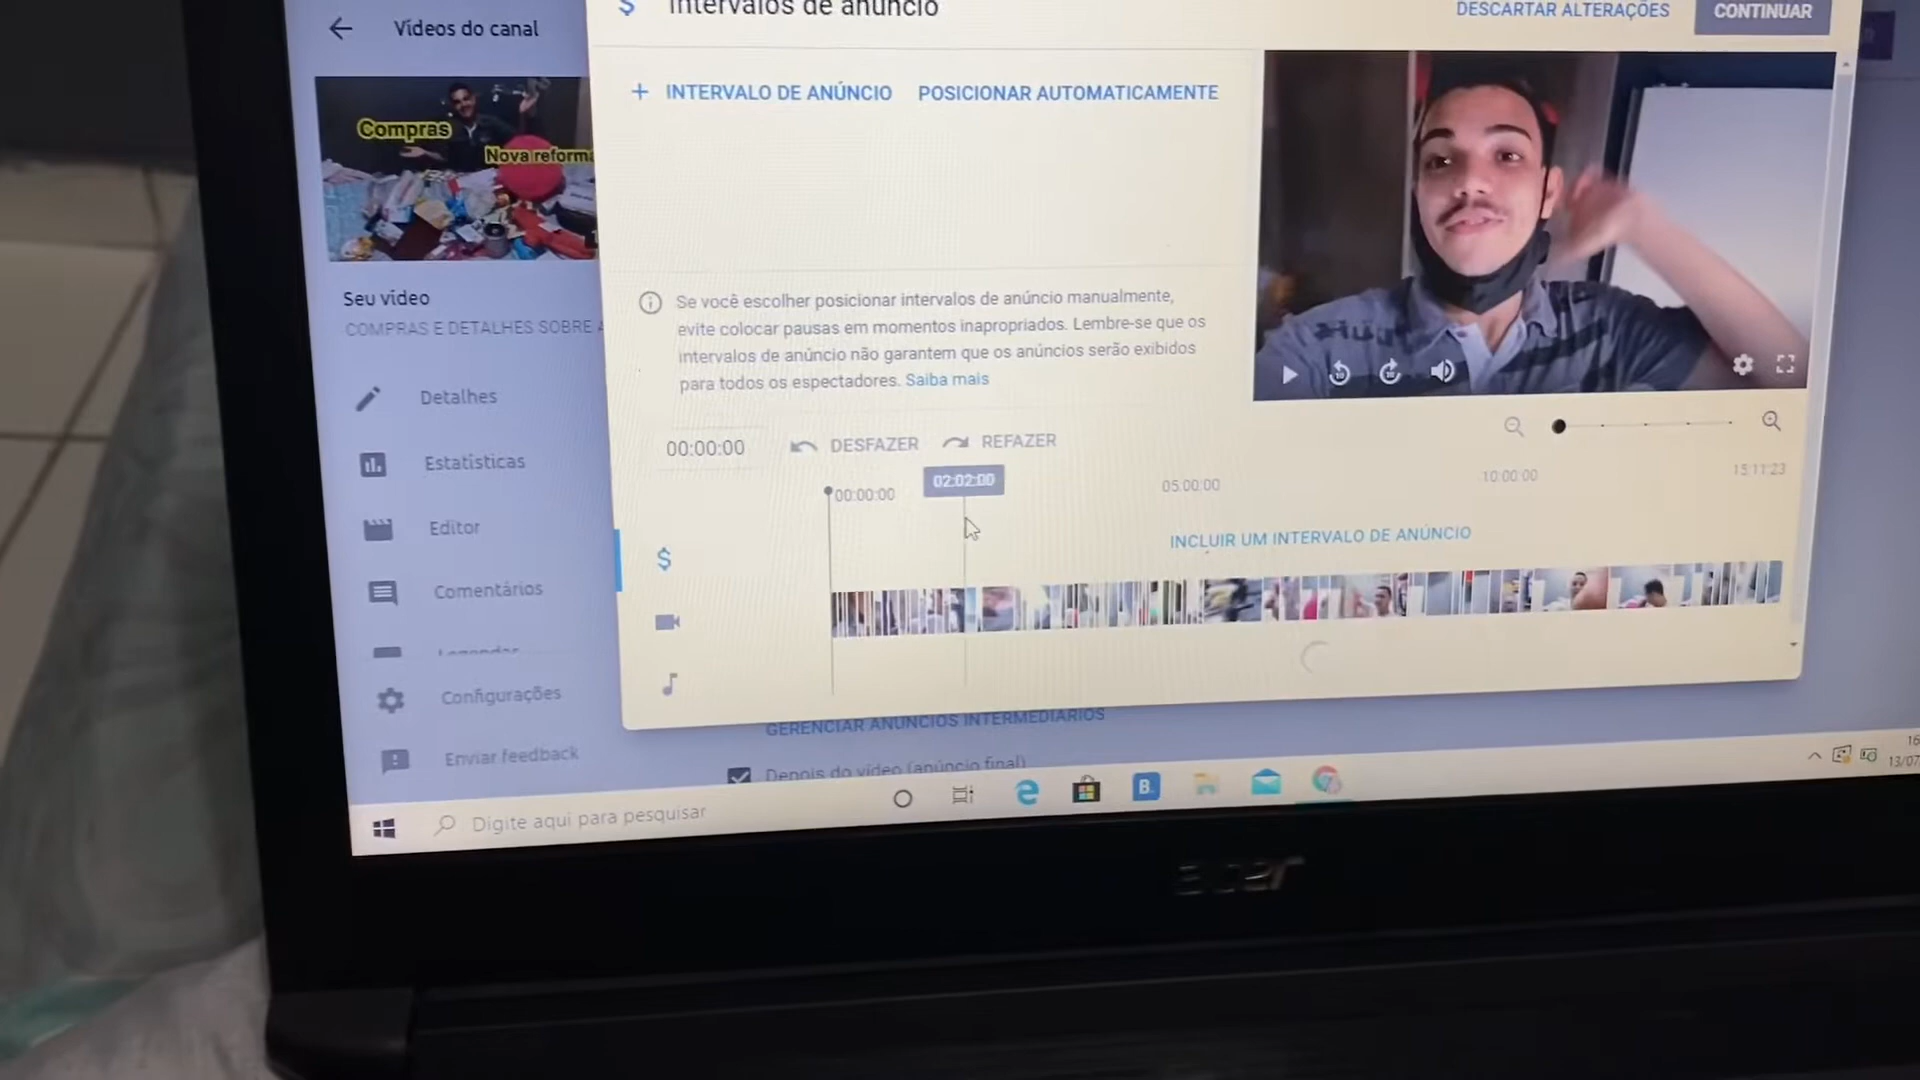 Vídeos do canal
Compras
Nova reforma
Seu vídeo
COMPRAS E DETALHES SOBRE A
Detalhes
Estatísticas
Editor
Comentários
Legendas
Configurações
Enviar feedback
$ Intervalos de anúncio
DESCARTAR ALTERAÇÕES
CONTINUAR
+ INTERVALO DE ANÚNCIO
POSICIONAR AUTOMATICAMENTE
Se você escolher posicionar intervalos de anúncio manualmente,
evite colocar pausas em momentos inapropriados. Lembre-se que os
intervalos de anúncio não garantem que os anúncios serão exibidos
para todos os espectadores. Saiba mais
00:00:00
DESFAZER
REFAZER
00:00:00
02:02:00
05:00:00
10:00:00
15:11:23
$
INCLUIR UM INTERVALO DE ANÚNCIO
GERENCIAR ANÚNCIOS INTERMEDIÁRIOS
Depois do vídeo (anúncio final)
Digite aqui para pesquisar
B.
16
13/07
acer